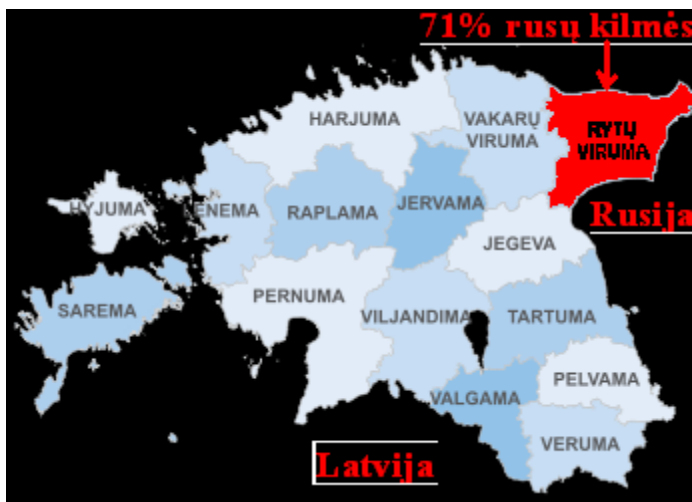 71% rusų kilmės
HARJUMA
VAKARŲ
VIRUMA
RYTŲ
VIRUMA
HYJUMA
LENEMA
RAPLAMA
JERVAMA
Rusija
JEGEVA
SAREMA
PERNUMA
VILJANDIMA
TARTUMA
PELVAMA
VALGAMA
VERUMA
Latvija